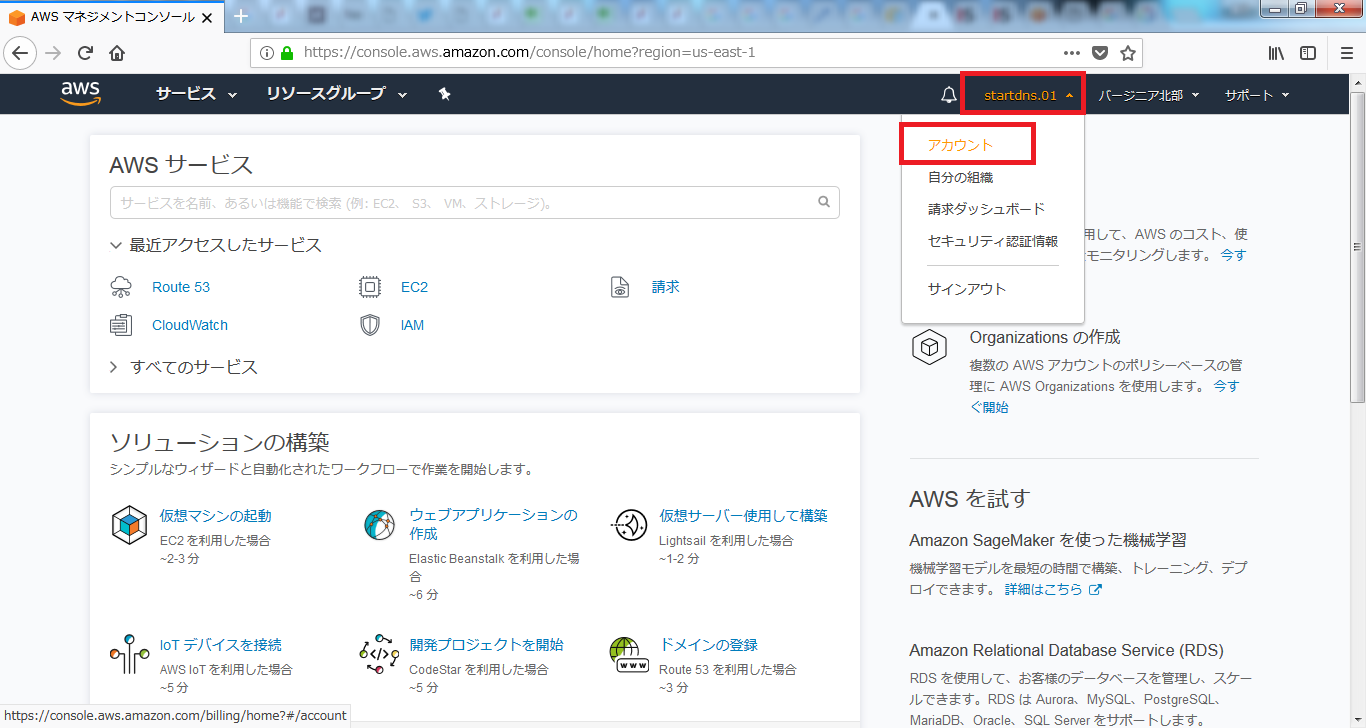 AWS マネジメントコンソール
https://console.aws.amazon.com/console/home?region=us-east-1
aws
サービス
リソースグループ
startdns.01
バージニア北部
サポート
アカウント
自分の組織
請求ダッシュボード
セキュリティ認証情報
サインアウト
AWS サービス
サービスを名前、あるいは機能で検索 (例: EC2、 S3、 VM、ストレージ)。
最近アクセスしたサービス
Route 53
EC2
請求
CloudWatch
IAM
すべてのサービス
用して、AWS のコスト、使
モニタリングします。 今す
Organizations の作成
複数の AWS アカウントのポリシーベースの管
理に AWS Organizations を使用します。 今す
ぐ開始
ソリューションの構築
シンプルなウィザードと自動化されたワークフローで作業を開始します。
仮想マシンの起動
EC2 を利用した場合
~2-3 分
ウェブアプリケーションの
作成
Elastic Beanstalk を利用した場
合
~6 分
仮想サーバー使用して構築
Lightsail を利用した場合
~1-2 分
IoT デバイスを接続
AWS IoT を利用した場合
~5 分
開発プロジェクトを開始
CodeStar を利用した場合
~5 分
www
ドメインの登録
Route 53 を利用した場合
~3 分
AWS を試す
Amazon SageMaker を使った機械学習
機械学習モデルを最短の時間で構築、トレーニング、デプ
ロイできます。 詳細はこちら
Amazon Relational Database Service (RDS)
RDS を使用して、お客様のデータベースを管理し、スケー
ルできます。RDS は Aurora、MySQL、PostgreSQL、
MariaDB、Oracle、SQL Server をサポートします。
https://console.aws.amazon.com/billing/home?#/account